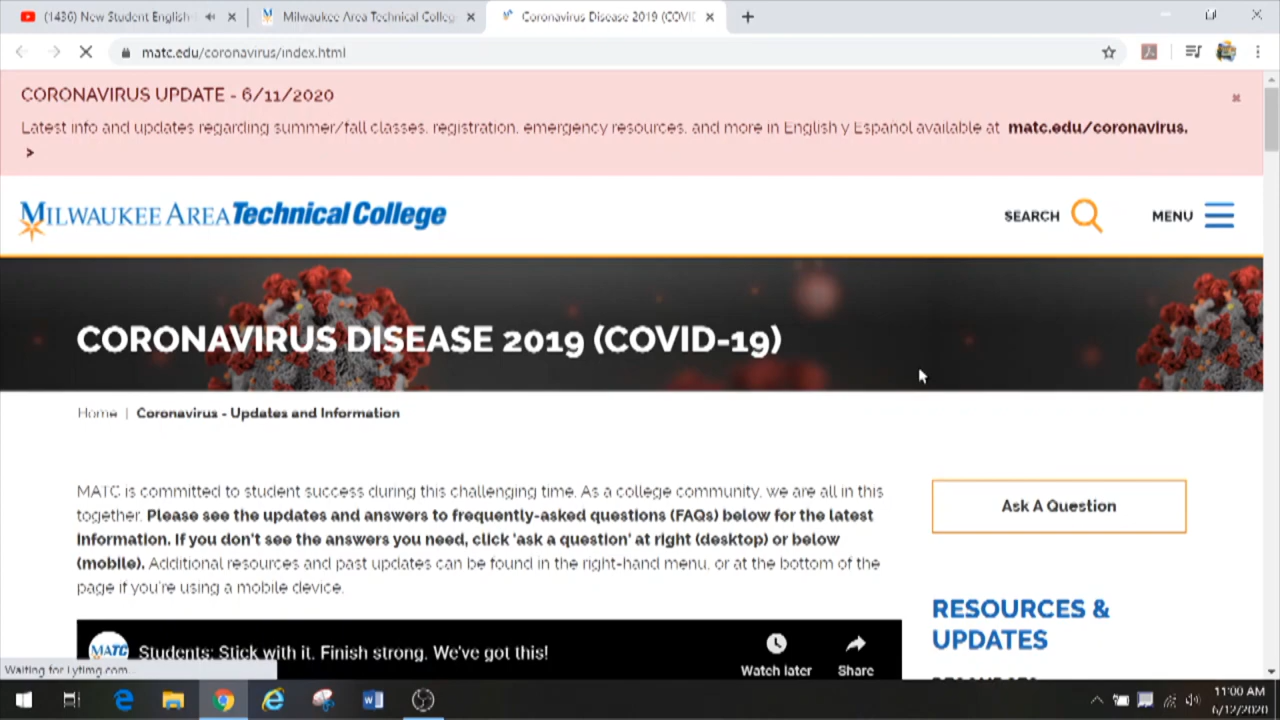 (1436) New Student English
Milwaukee Area Technical Colleg
Coronavirus Disease 2019 (COVI
matc.edu/coronavirus/index.html
CORONAVIRUS UPDATE - 6/11/2020
Latest info and updates regarding summer/fall classes, registration, emergency resources, and more in English y Español available at matc.edu/coronavirus.
>
MILWAUKEE AREA Technical College
SEARCH
MENU
CORONAVIRUS DISEASE 2019 (COVID-19)
Home | Coronavirus - Updates and Information
MATC is committed to student success during this challenging time. As a college community, we are all in this
together. Please see the updates and answers to frequently-asked questions (FAQs) below for the latest
information. If you don't see the answers you need, click 'ask a question' at right (desktop) or below
(mobile). Additional resources and past updates can be found in the right-hand menu, or at the bottom of the
page if you're using a mobile device.
Ask A Question
RESOURCES &
UPDATES
MATC
Students: Stick with it. Finish strong. We've got this!
Watch later
Share
Waiting for i.ytimg.com...
11:00 AM
6/12/2020